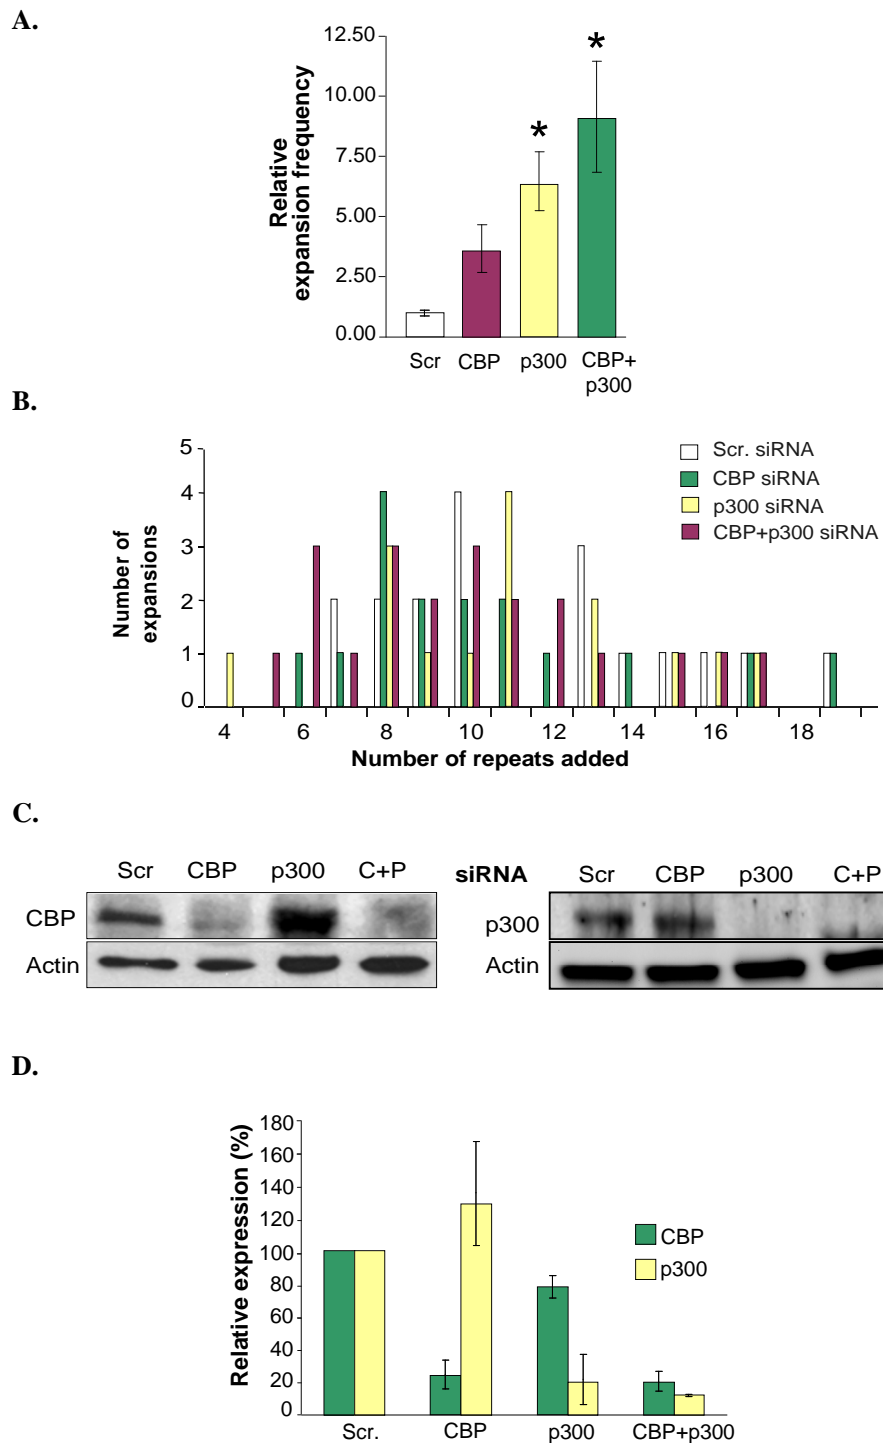 A.
12.50
10.00
7.50
5.00
2.50
0.00
Relative
expansion frequency
*
*
Scr CBP p300 CBP+
p300
B.
5
4
3
2
1
0
Number of
expansions
Scr. siRNA
CBP siRNA
p300 siRNA
CBP+p300 siRNA
4 6 8 10 12 14 16 18
Number of repeats added
C.
Scr CBP p300 C+P siRNA Scr CBP p300 C+P
CBP
Actin
p300
Actin
D.
180
160
140
120
100
80
60
40
20
0
Relative expression (%)
CBP
p300
Scr. CBP p300 CBP+p300